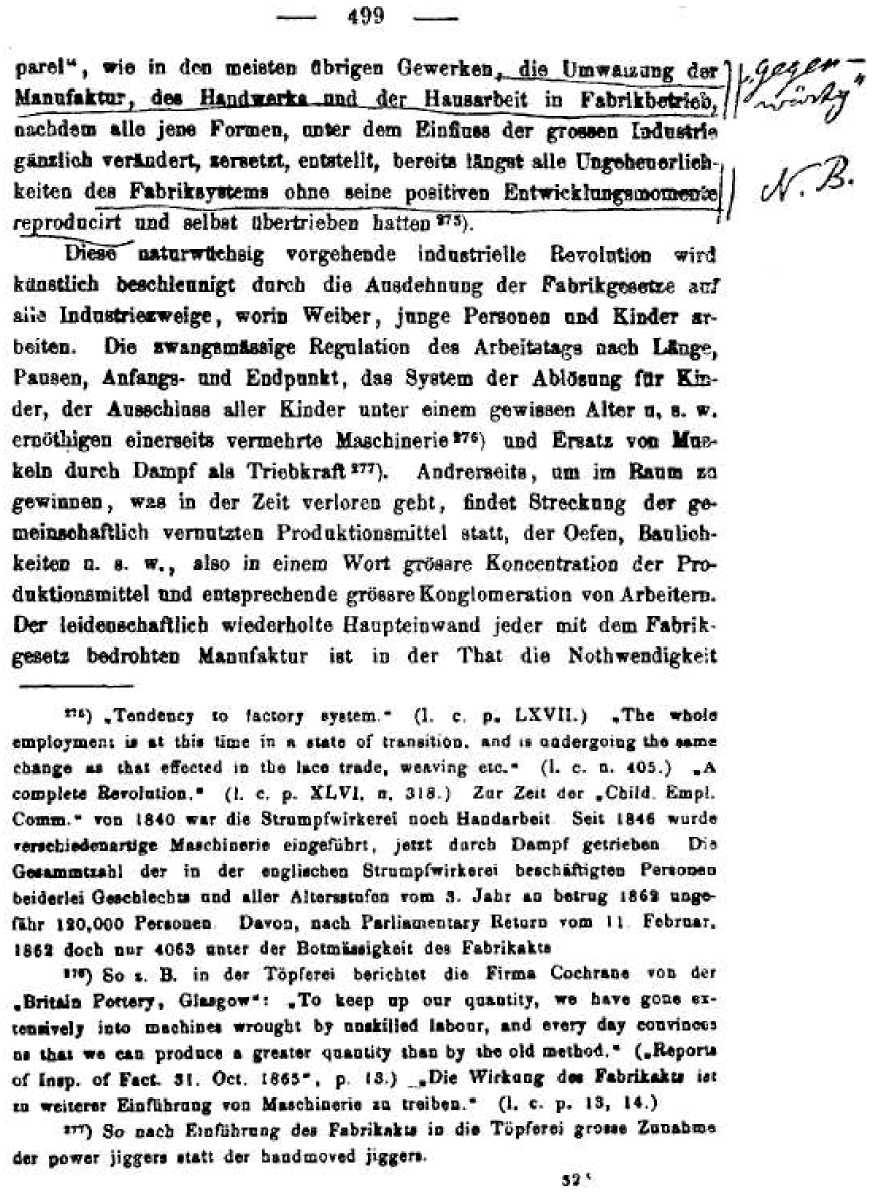 — 499 —
parel“, wie in den meisten übrigen Gewerken, die Umwälzung der
Manufaktur, des Handwerks und der Hausarbeit in Fabrikbetrieb,
„gegen-
wärtig“
nachdem alle jene Formen, unter dem Einfluss der grossen Industrie
gänzlich verändert, zersetzt, entstellt, bereits längst alle Ungeheuerlich-
keiten des Fabriksystems ohne seine positiven Entwicklungsmomente
N. B.
reproducirt und selbst übertrieben hatten ²⁷⁵).
Diese naturwüchsig vorgehende industrielle Revolution wird
künstlich beschleunigt durch die Ausdehnung der Fabrikgesetze auf
alle Industriezweige, worin Weiber, junge Personen und Kinder ar-
beiten. Die zwangsmässige Regulation des Arbeitstags nach Länge,
Pausen, Anfangs- und Endpunkt, das System der Ablösung für Kin-
der, der Ausschluss aller Kinder unter einem gewissen Alter u. s. w.
ernöthigen einerseits vermehrte Maschinerie ²⁷⁶) und Ersatz von Mus-
keln durch Dampf als Triebkraft ²⁷⁷). Andrerseits, um im Raum zu
gewinnen, was in der Zeit verloren geht, findet Streckung der ge-
meinschaftlich vernutzten Produktionsmittel statt, der Oefen, Baulich-
keiten u. s. w., also in einem Wort grössre Koncentration der Pro-
duktionsmittel und entsprechende grössre Konglomeration von Arbeitern.
Der leidenschaftlich wiederholte Haupteinwand jeder mit dem Fabrik-
gesetz bedrohten Manufaktur ist in der That die Nothwendigkeit
²⁷⁵) „Tendency to factory system.“ (l. c. p. LXVII.) „The whole
employment is at this time in a state of transition, and is undergoing the same
change as that effected in the lace trade, weaving etc.“ (l. c. n. 405.) „A
complete Revolution.“ (l. c. p. XLVI, n. 318.) Zur Zeit der „Child. Empl.
Comm.“ von 1840 war die Strumpfwirkerei noch Handarbeit. Seit 1846 wurde
verschiedenartige Maschinerie eingeführt, jetzt durch Dampf getrieben. Die
Gesammtzahl der in der englischen Strumpfwirkerei beschäftigten Personen
beiderlei Geschlechts und aller Altersstufen vom 3. Jahr an betrug 1862 unge-
fähr 120,000 Personen. Davon, nach Parliamentary Return vom 11. Februar,
1862 doch nur 4063 unter der Botmässigkeit des Fabrikakts
²⁷⁶) So z. B. in der Töpferei berichtet die Firma Cochrane von der
„Britain Pottery, Glasgow“: „To keep up our quantity, we have gone ex-
tensively into machines wrought by unskilled labour, and every day convinces
us that we can produce a greater quantity than by the old method.“ („Reports
of Insp. of Fact. 31. Oct. 1865“, p. 13.) „Die Wirkung des Fabrikakts ist
zu weiterer Einführung von Maschinerie zu treiben.“ (l. c. p. 13, 14.)
²⁷⁷) So nach Einführung des Fabrikakts in die Töpferei grosse Zunahme
der power jiggers statt der handmoved jiggers.
32*